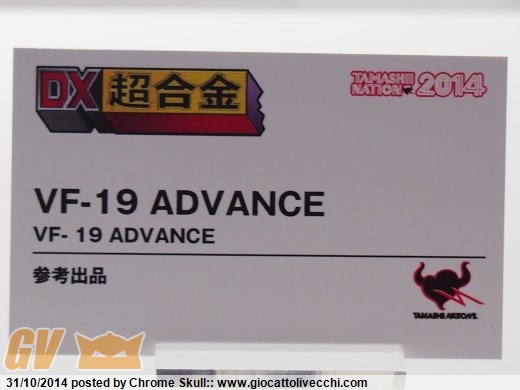 DX超合金
TAMASHII
NATION 2014
VF-19 ADVANCE
VF- 19 ADVANCE
参考出品
TAMASHII NATIONS
GV
31/10/2014 posted by Chrome Skull:: www.giocattolivecchi.com